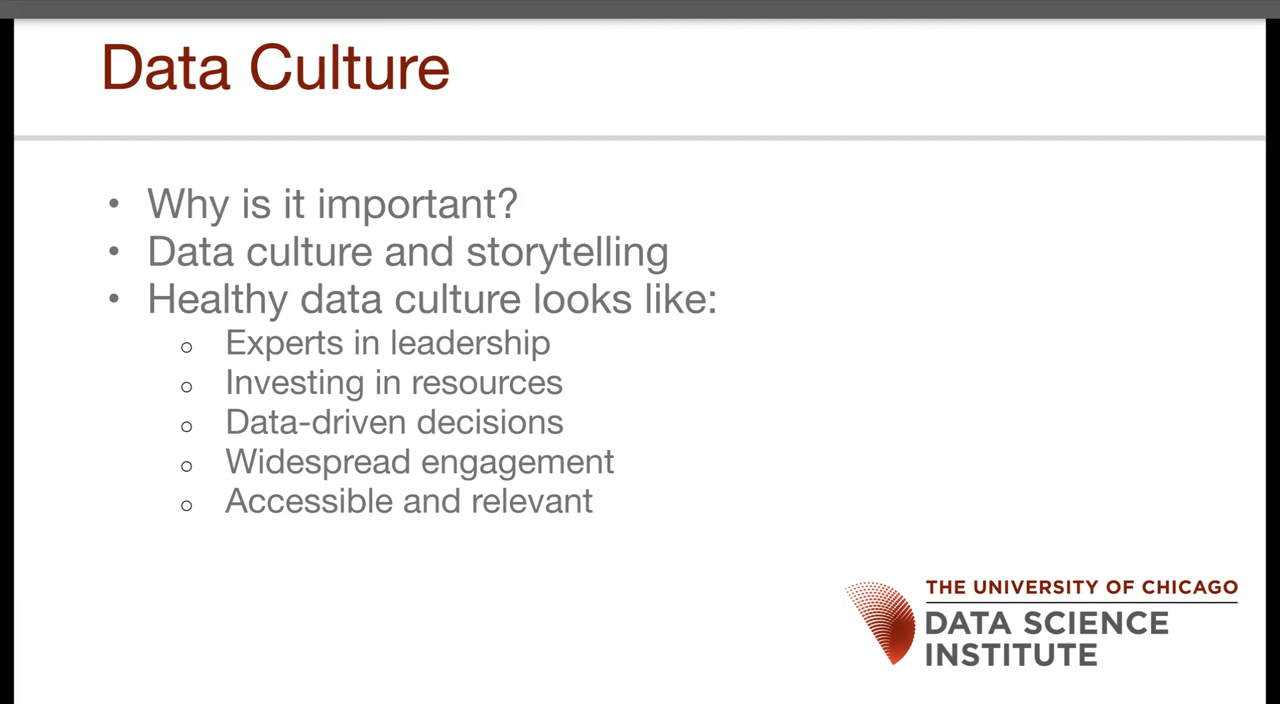 Data Culture
• Why is it important?
• Data culture and storytelling
• Healthy data culture looks like:
○ Experts in leadership
○ Investing in resources
○ Data-driven decisions
○ Widespread engagement
○ Accessible and relevant
THE UNIVERSITY OF CHICAGO
DATA SCIENCE
INSTITUTE